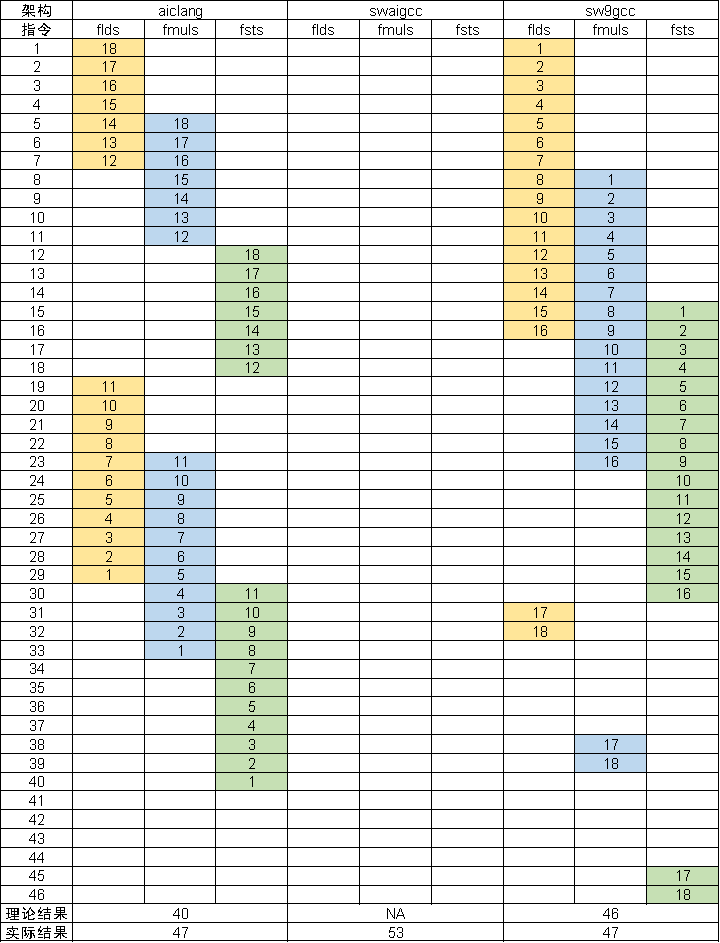 架构 aiclang swaigcc sw9gcc
指令 flds fmuls fsts flds fmuls fsts flds fmuls fsts
1 18 1
2 17 2
3 16 3
4 15 4
5 14 18 5
6 13 17 6
7 12 16 7
8 15 8 1
9 14 9 2
10 13 10 3
11 12 11 4
12 18 12 5
13 17 13 6
14 16 14 7
15 15 15 8 1
16 14 16 9 2
17 13 10 3
18 12 11 4
19 11 12 5
20 10 13 6
21 9 14 7
22 8 15 8
23 7 11 16 9
24 6 10 10
25 5 9 11
26 4 8 12
27 3 7 13
28 2 6 14
29 1 5 15
30 4 11 16
31 3 10 17
32 2 9 18
33 1 8
34 7
35 6
36 5
37 4
38 3 17
39 2 18
40 1
41
42
43
44
45 17
46 18
理论结果 40 NA 46
实际结果 47 53 47